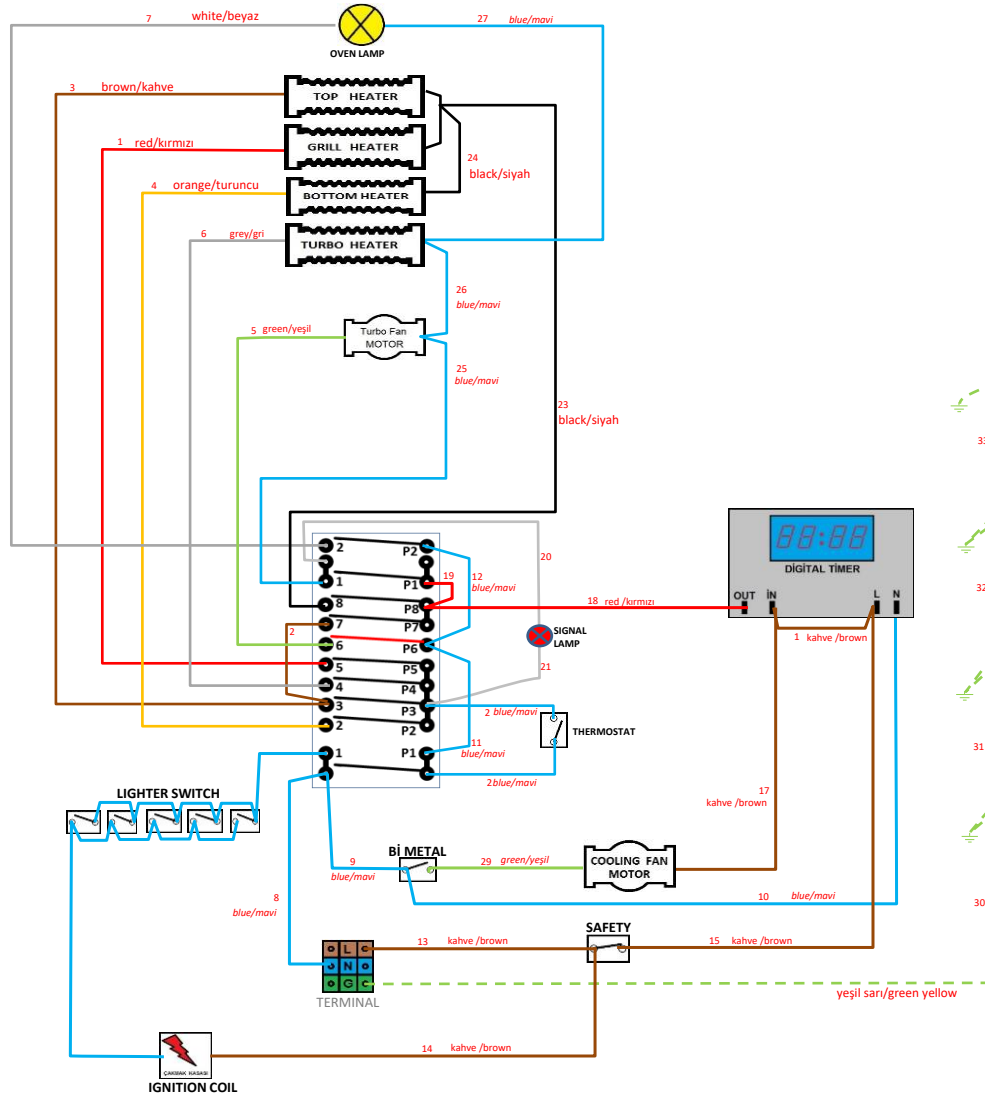 7 white/beyaz
27 blue/mavi
OVEN LAMP
3 brown/kahve
TOP HEATER
1 red/kırmızı
GRILL HEATER
24
black/siyah
4 orange/turuncu
BOTTOM HEATER
6 grey/gri
TURBO HEATER
26
blue/mavi
5 green/yeşil
Turbo Fan
MOTOR
25
blue/mavi
23
black/siyah
33
88:88
DİGİTAL TİMER
OUT İN L N
2 P2
20
19
12
blue/mavi
1 P1
8 P8
18 red/kırmızı
32
7 P7
2
SIGNAL
LAMP
1 kahve/brown
6 P6
5 P5
21
4 P4
3 P3
2 blue/mavi
2 P2
THERMOSTAT
11
blue/mavi
31
1 P1
2blue/mavi
LIGHTER SWITCH
17
kahve /brown
Bİ METAL
9
blue/mavi
29 green/yeşil
COOLING FAN
MOTOR
8
blue/mavi
10 blue/mavi
30
SAFETY
L
13 kahve /brown
15 kahve /brown
N
G
TERMINAL
yeşil sarı/green yellow
14 kahve /brown
ÇAKMAK KASASI
IGNITION COIL